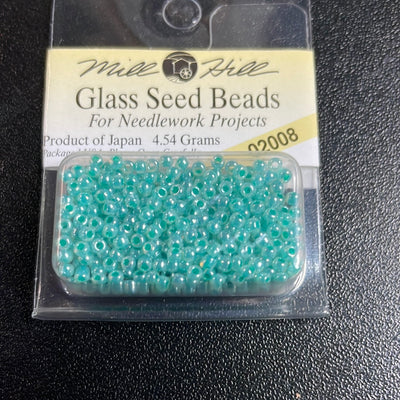 Mill Hill
Glass Seed Beads
For Needlework Projects
Product of Japan 4.54 Grams
02008